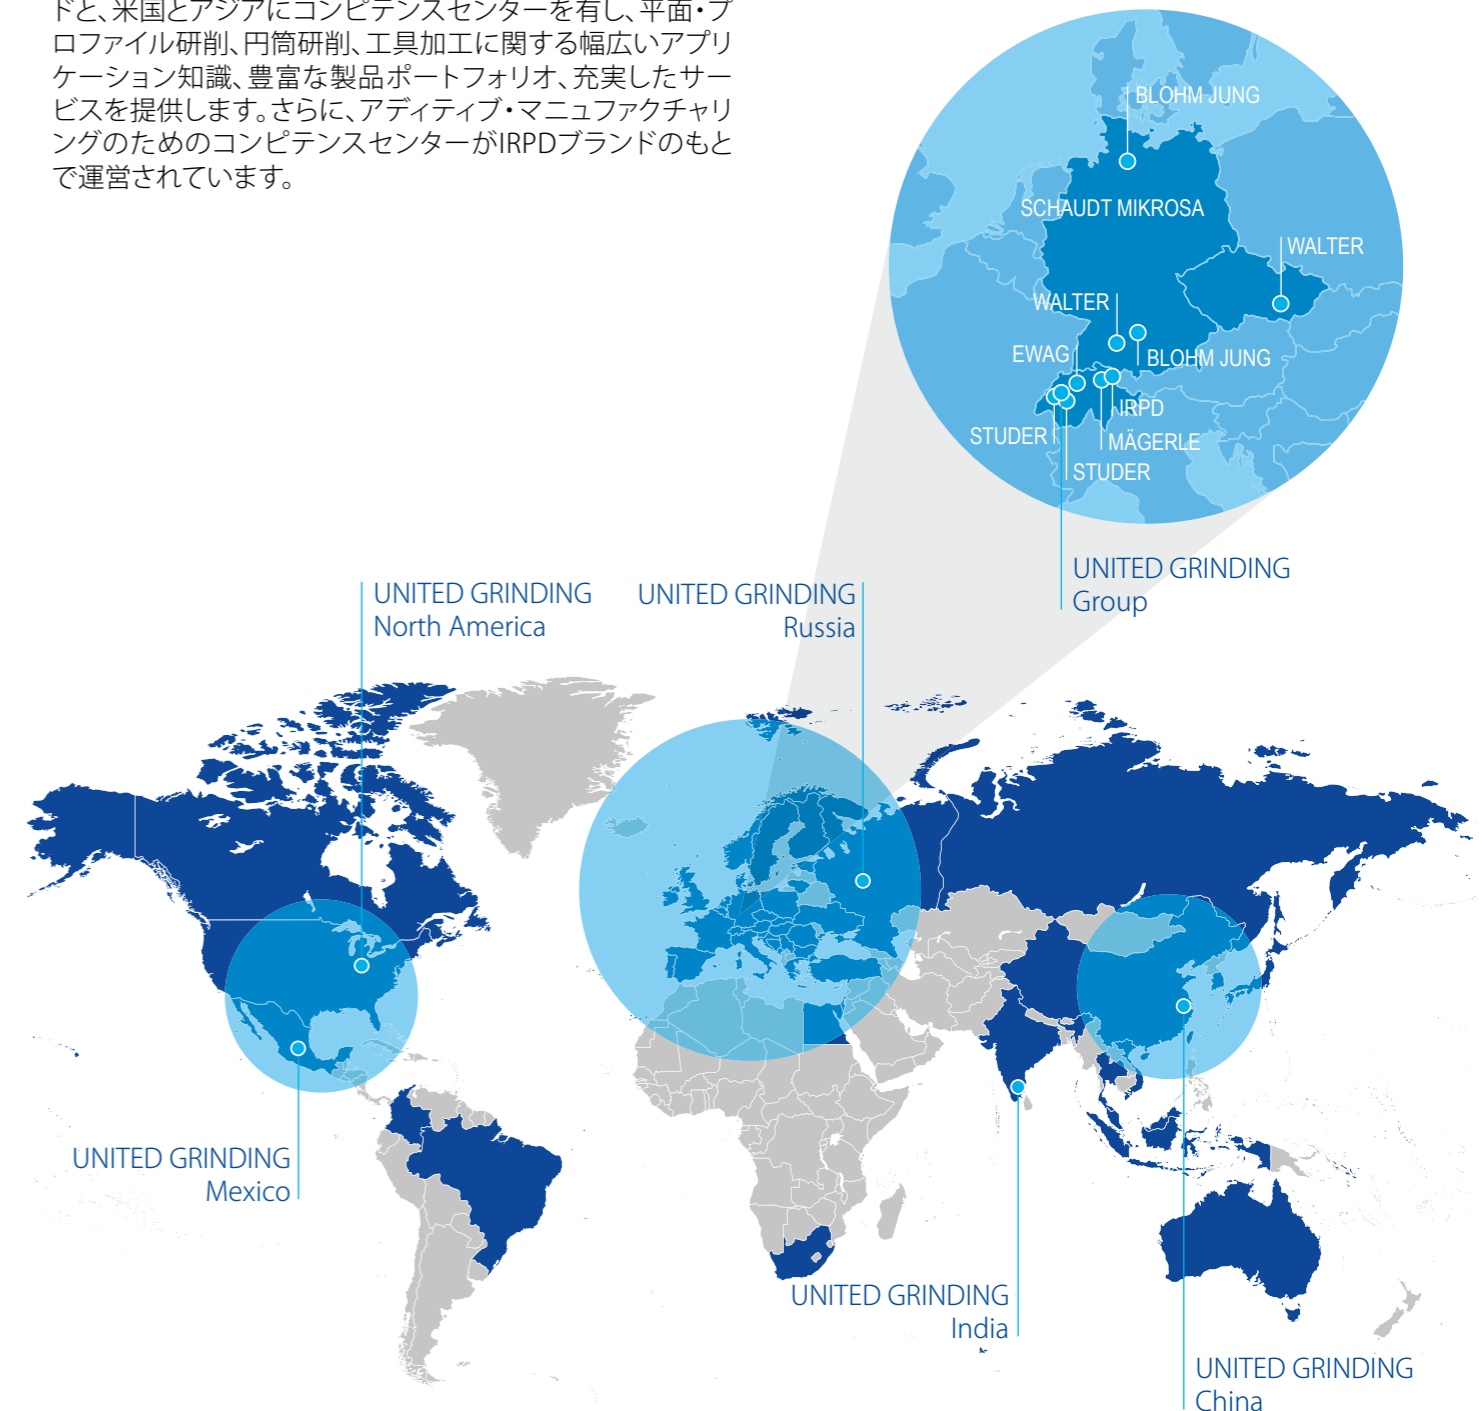 ドと、米国とアジアにコンピテンスセンターを有し、平面・プ
ロファイル研削、円筒研削、工具加工に関する幅広いアプリ
ケーション知識、豊富な製品ポートフォリオ、充実したサー
ビスを提供します。さらに、アディティブ・マニュファクチャリ
ングのためのコンピテンスセンターがIRPDブランドのもと
で運営されています。
BLOHM JUNG
SCHAUDT MIKROSA
WALTER
WALTER
EWAG
BLOHM JUNG
IRPD
STUDER
MÄGERLE
STUDER
UNITED GRINDING
Group
UNITED GRINDING
North America
UNITED GRINDING
Russia
UNITED GRINDING
Mexico
UNITED GRINDING
India
UNITED GRINDING
China